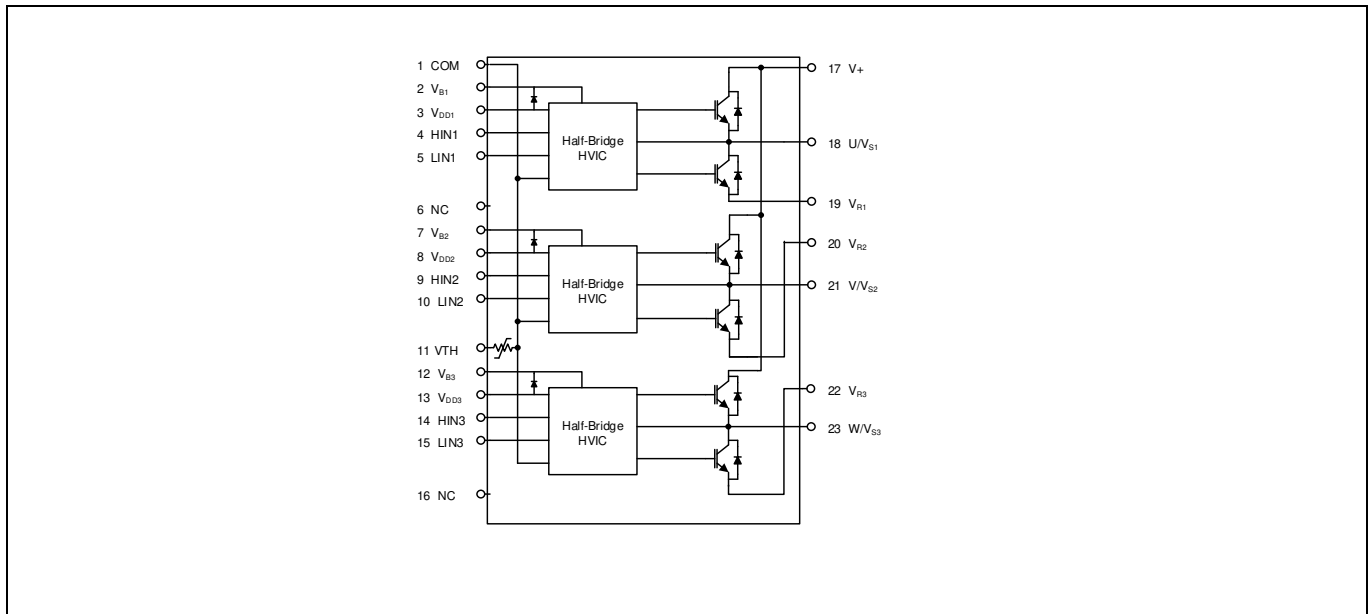 1 COM
2 VB1
3 VDD1
4 HIN1
5 LIN1
6 NC
7 VB2
8 VDD2
9 HIN2
10 LIN2
11 VTH
12 VB3
13 VDD3
14 HIN3
15 LIN3
16 NC
Half-Bridge
HVIC
Half-Bridge
HVIC
Half-Bridge
HVIC
17 V+
18 U/VS1
19 VR1
20 VR2
21 V/VS2
22 VR3
23 W/VS3